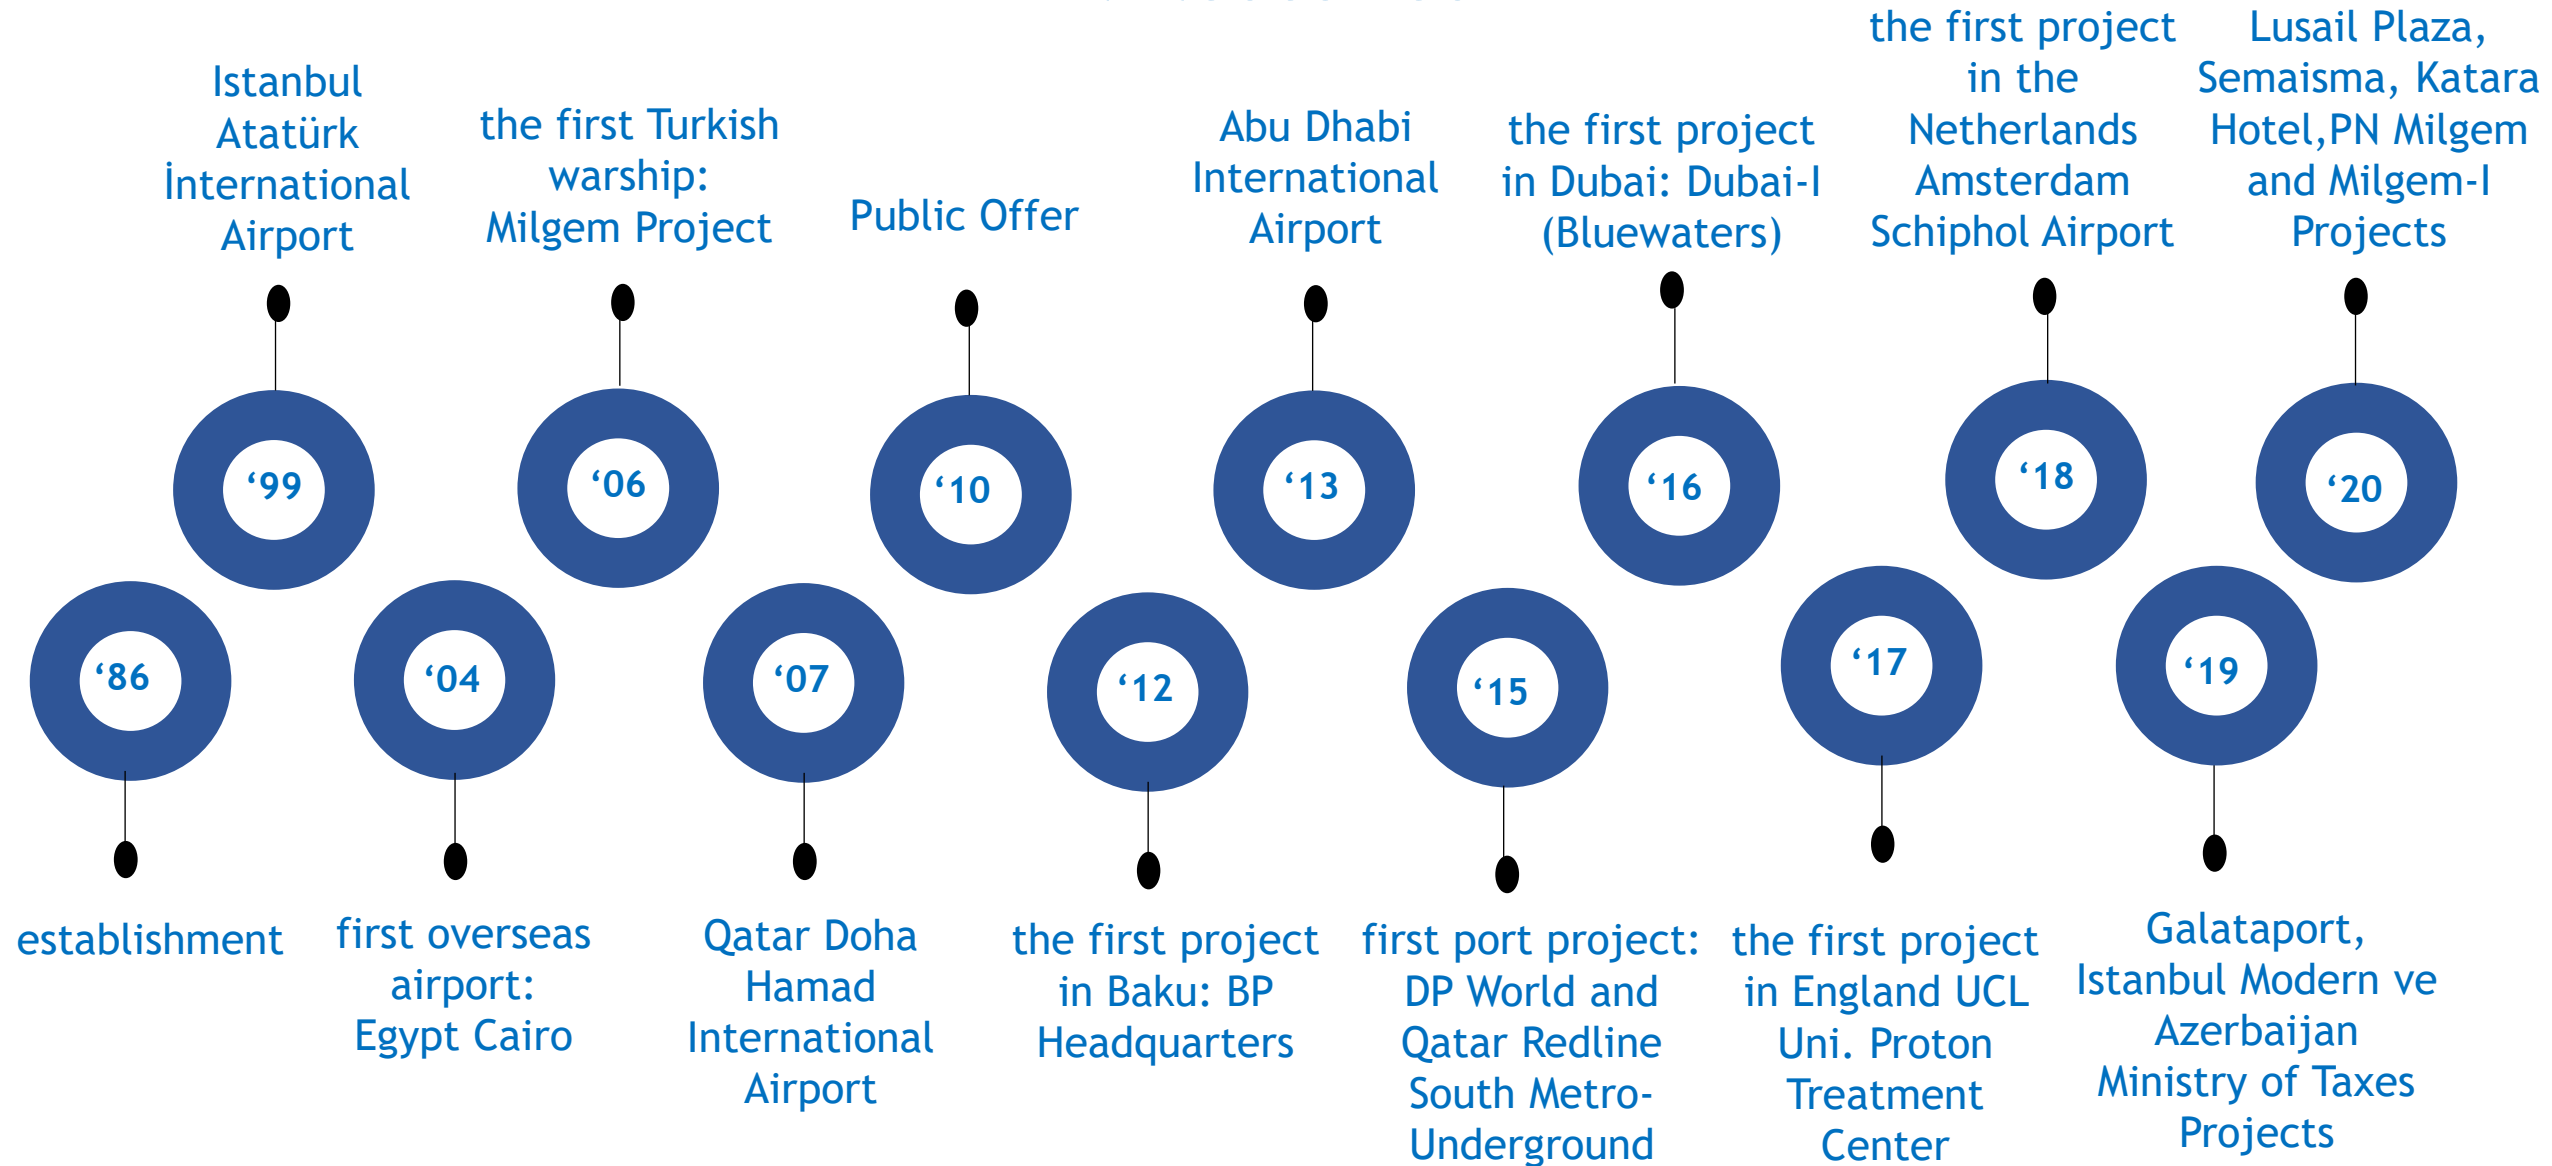 Istanbul
Atatürk
İnternational
Airport
the first Turkish
warship:
Milgem Project
Public Offer
Abu Dhabi
International
Airport
the first project
in Dubai: Dubai-I
(Bluewaters)
the first project
in the
Netherlands
Amsterdam
Schiphol Airport
Lusail Plaza,
Semaisma, Katara
Hotel,PN Milgem
and Milgem-I
Projects
‘99
‘06
‘10
‘13
‘16
‘18
‘20
‘86
‘04
‘07
‘12
‘15
‘17
‘19
establishment
first overseas
airport:
Egypt Cairo
Qatar Doha
Hamad
International
Airport
the first project
in Baku: BP
Headquarters
first port project:
DP World and
Qatar Redline
South Metro-
Underground
the first project
in England UCL
Uni. Proton
Treatment
Center
Galataport,
Istanbul Modern ve
Azerbaijan
Ministry of Taxes
Projects